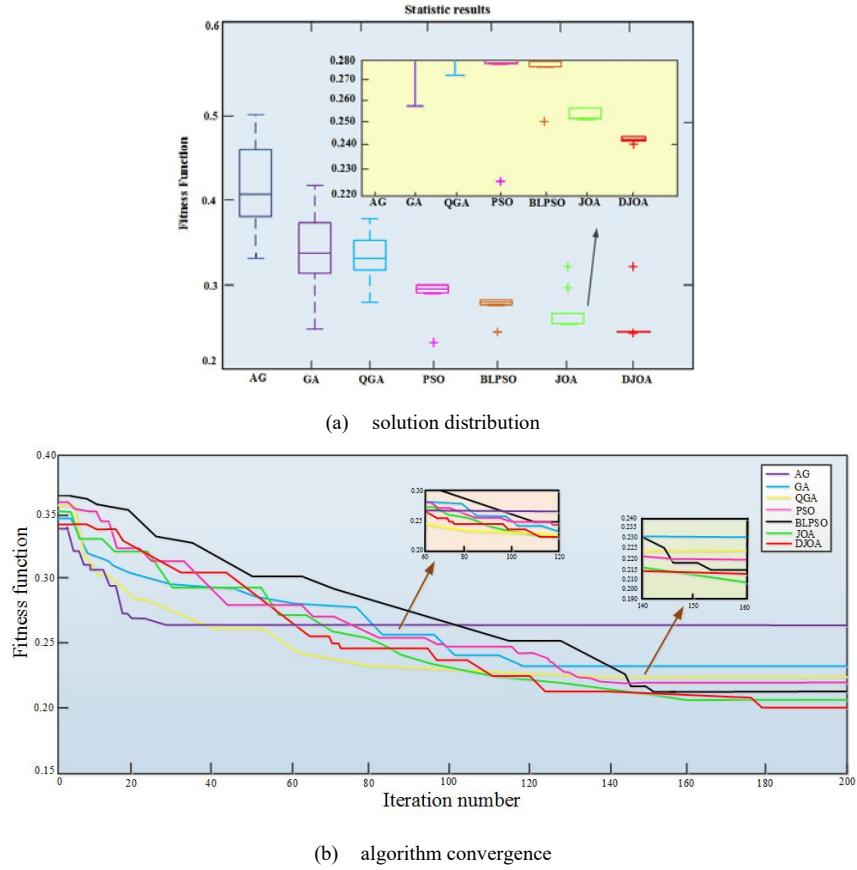 Statistic results
0.6
0.5
0.4
0.3
0.2
Fitness Function
0.280
0.270
0.260
0.250
0.240
0.230
0.220
AG GA QGA PSO BLPSO JOA DJOA
AG GA QGA PSO BLPSO JOA DJOA
(a) solution distribution
0.40
0.35
0.30
0.25
0.20
0.15
Fitness function
0.30
0.25
0.20
60 80 100 120
0.240
0.235
0.230
0.225
0.220
0.215
0.210
0.205
0.200
0.195
0.190
140 150 160
AG
GA
QGA
PSO
BLPSO
JOA
DJOA
0 20 40 60 80 100 120 140 160 180 200
Iteration number
(b) algorithm convergence